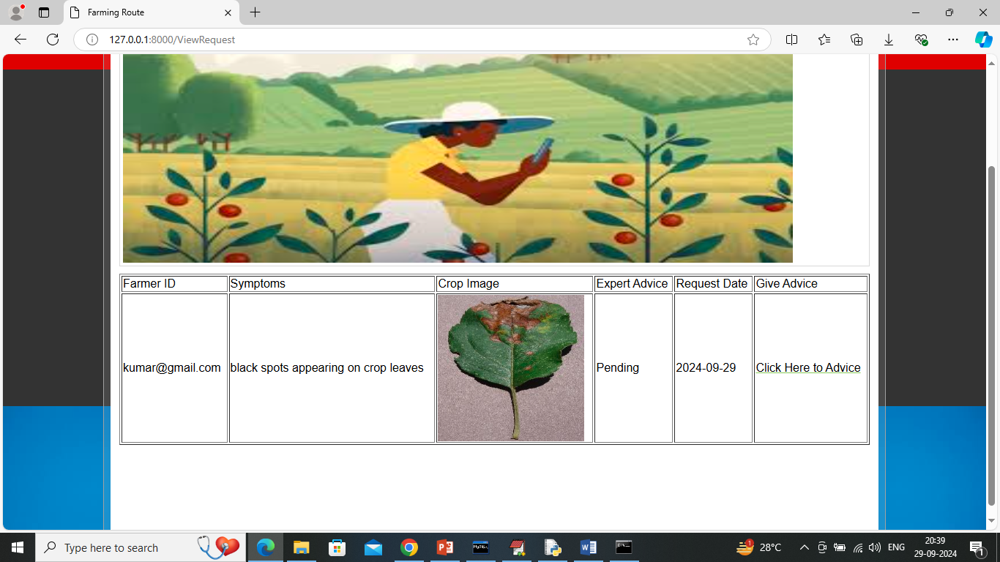 Farming Route
127.0.0.1:8000/ViewRequest
Farmer ID Symptoms Crop Image Expert Advice Request Date Give Advice
kumar@gmail.com black spots appearing on crop leaves Pending 2024-09-29 Click Here to Advice
Type here to search
1
28°C
ENG
20:39
29-09-2024
1